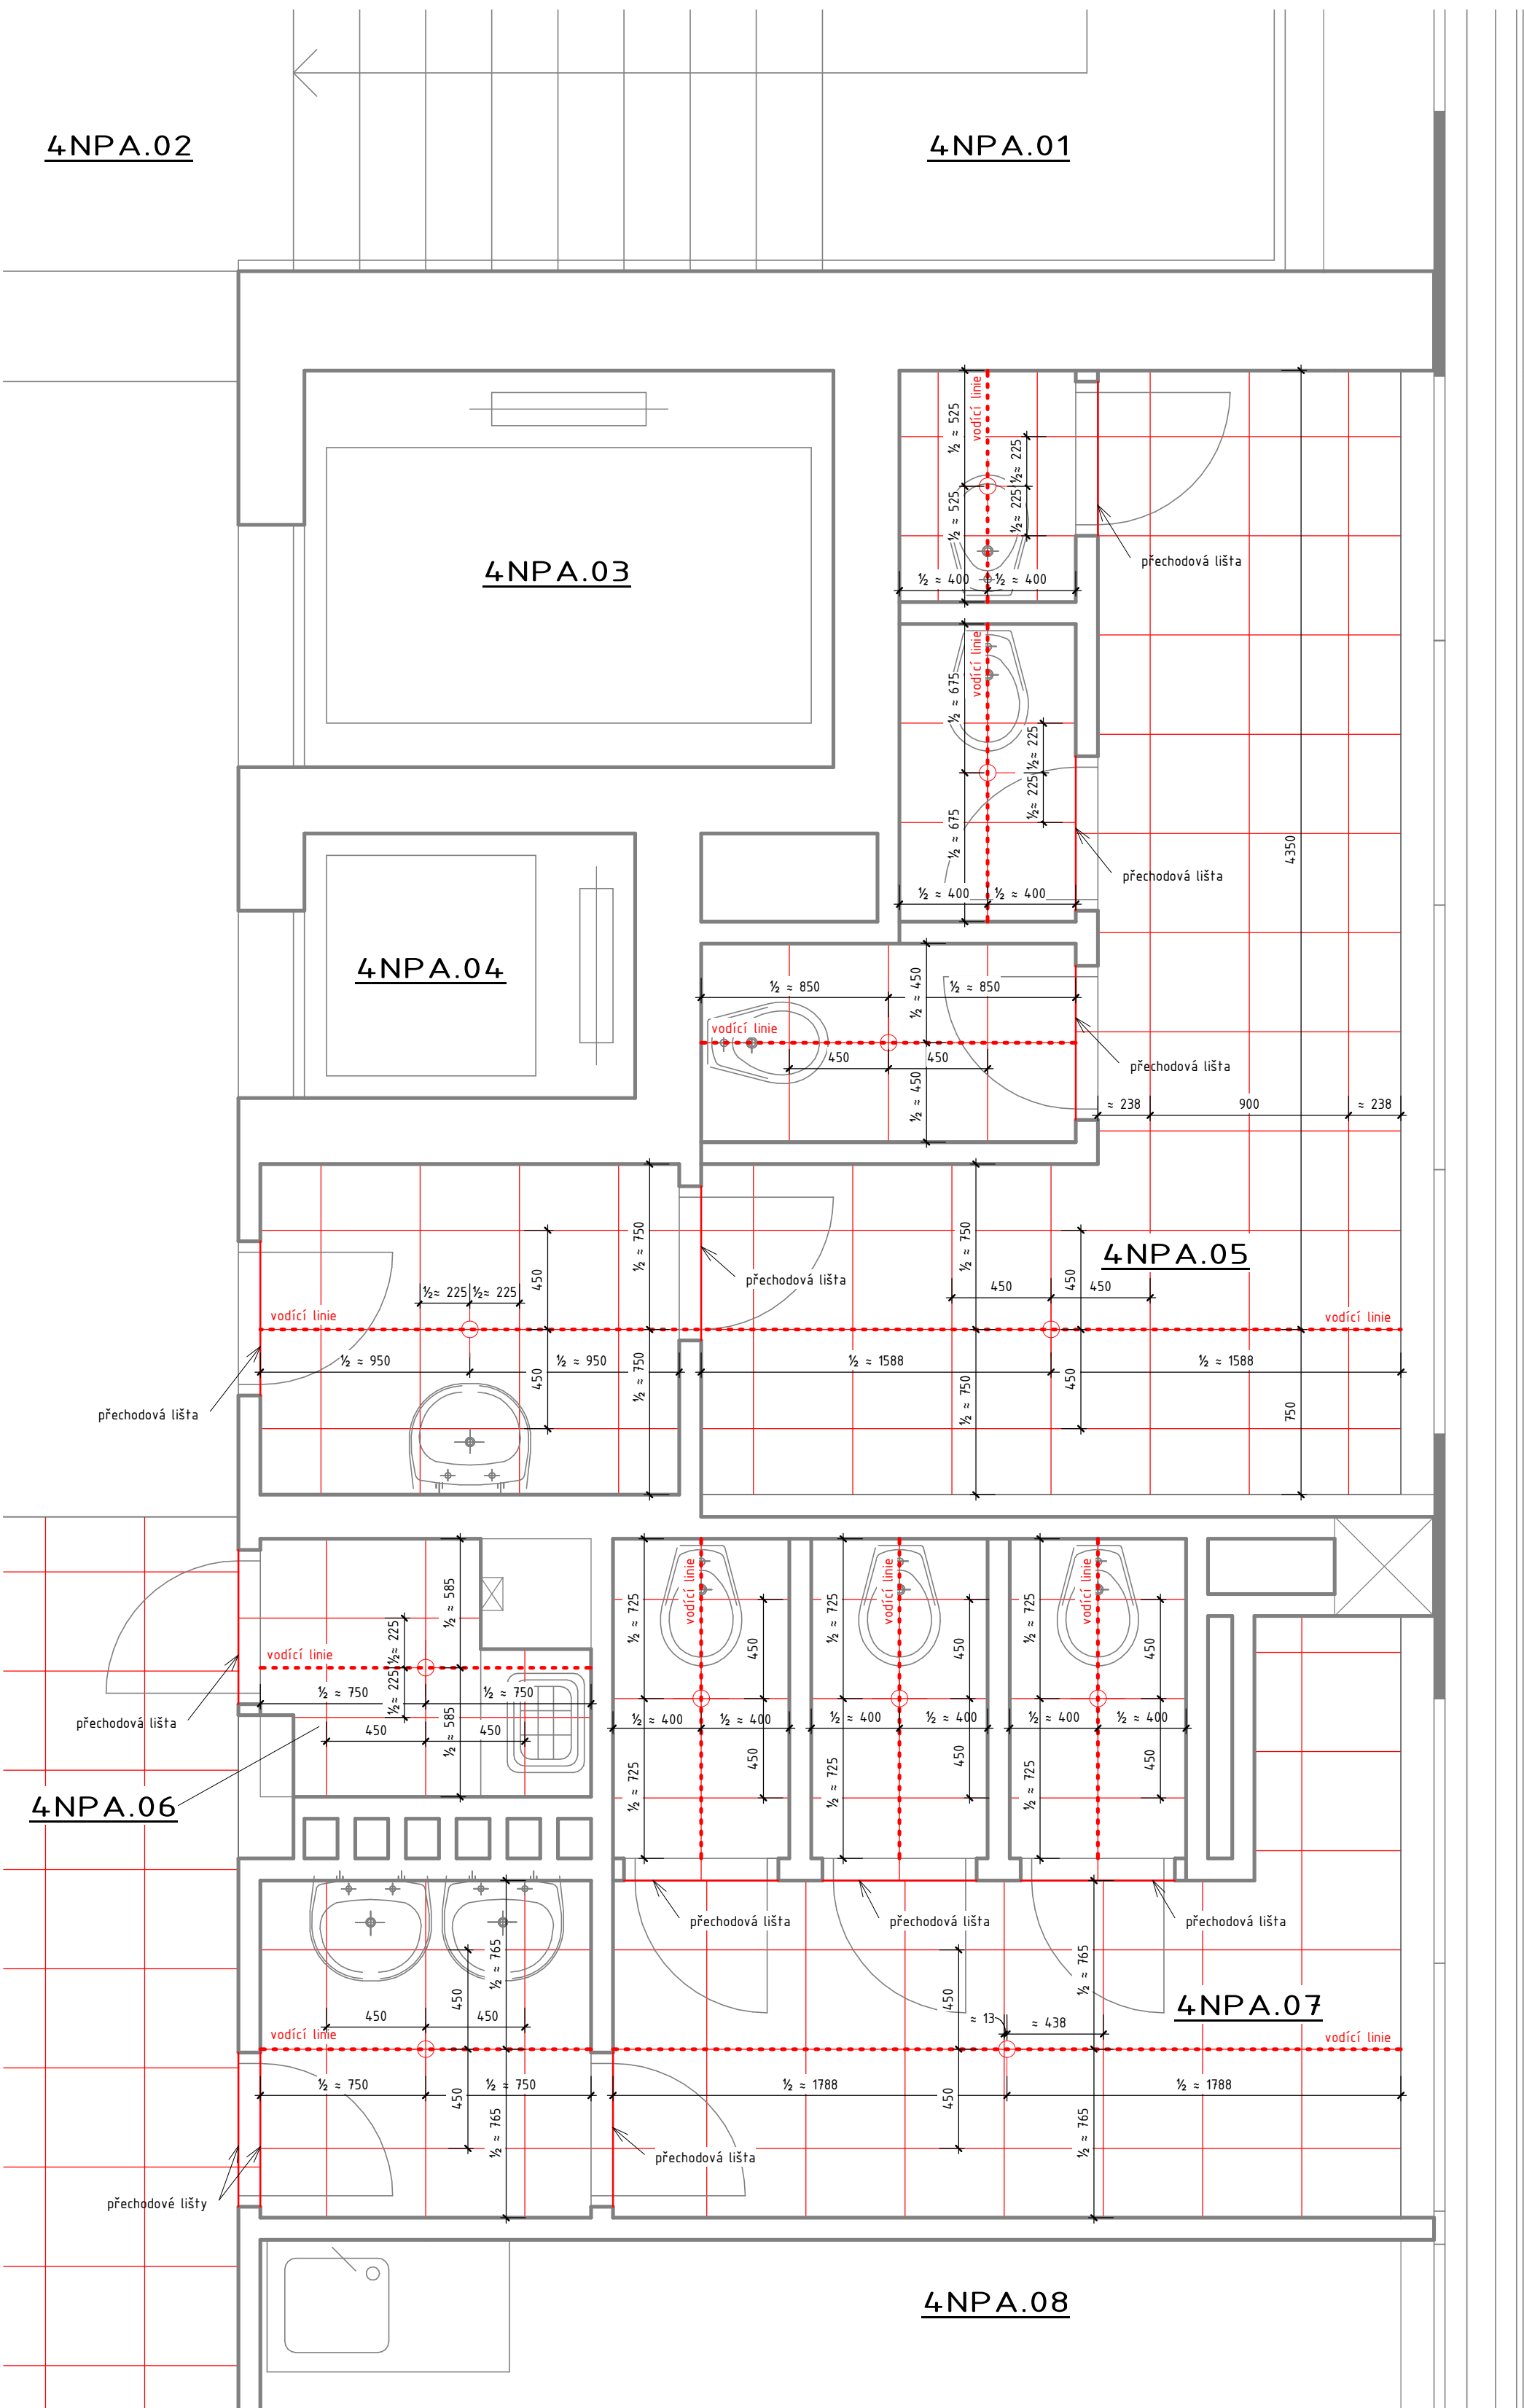 4NPA.02
4NPA.01
½ ≈ 525
vodící linie
½≈ 225
½ ≈ 525
½≈ 225
4NPA.03
přechodová lišta
½ ≈ 400
½ ≈ 400
vodící linie
½ ≈ 675
½≈ 225
½≈ 225
½ ≈ 675
4350
přechodová lišta
½ ≈ 400
½ ≈ 400
4NPA.04
½ ≈ 850
½ ≈ 450
½ ≈ 850
vodící linie
450
450
přechodová lišta
½ ≈ 450
≈ 238
900
≈ 238
½ ≈ 750
½ ≈ 750
4NPA.05
450
přechodová lišta
450
450
450
½≈ 225
½≈ 225
vodící linie
vodící linie
½ ≈ 950
½ ≈ 950
½ ≈ 1588
½ ≈ 1588
450
½ ≈ 750
450
½ ≈ 750
750
přechodová lišta
½ ≈ 585
vodící linie
vodící linie
vodící linie
½ ≈ 725
½ ≈ 725
½ ≈ 725
½≈ 225
450
450
450
vodící linie
½≈ 225
½ ≈ 750
½ ≈ 750
½ ≈ 400
½ ≈ 400
½ ≈ 400
½ ≈ 400
½ ≈ 400
½ ≈ 400
přechodová lišta
450
450
½ ≈ 585
450
450
450
½ ≈ 725
½ ≈ 725
½ ≈ 725
4NPA.06
přechodová lišta
přechodová lišta
přechodová lišta
½ ≈ 765
½ ≈ 765
450
450
4NPA.07
450
450
≈ 13
≈ 438
vodící linie
vodící linie
½ ≈ 750
½ ≈ 750
½ ≈ 1788
½ ≈ 1788
450
450
½ ≈ 765
½ ≈ 765
přechodová lišta
přechodové lišty
4NPA.08